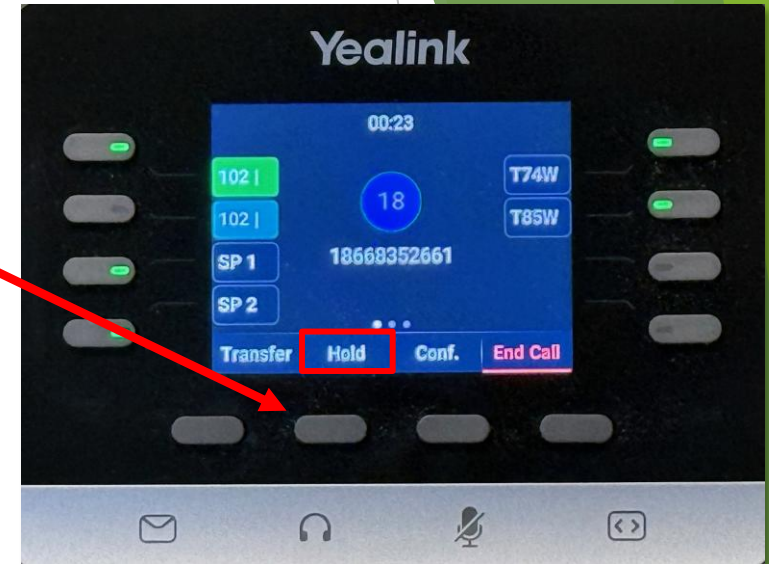 Yealink
00:23
102 |
T74W
18
102 |
T85W
SP 1
18668352661
SP 2
Transfer Hold Conf. End Call